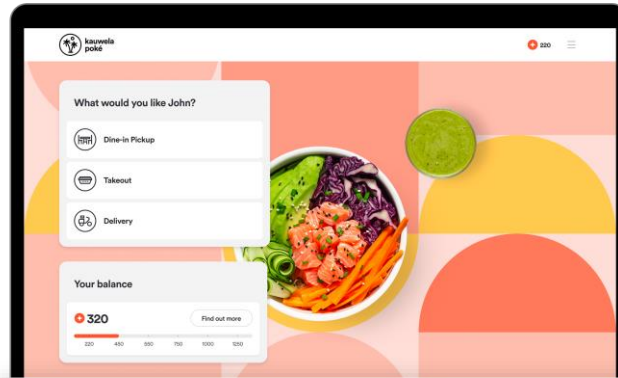 kauwela
poké
220
What would you like John?
Dine-in Pickup
Takeout
Delivery
Your balance
320
Find out more
220 450 550 750 1000 1250